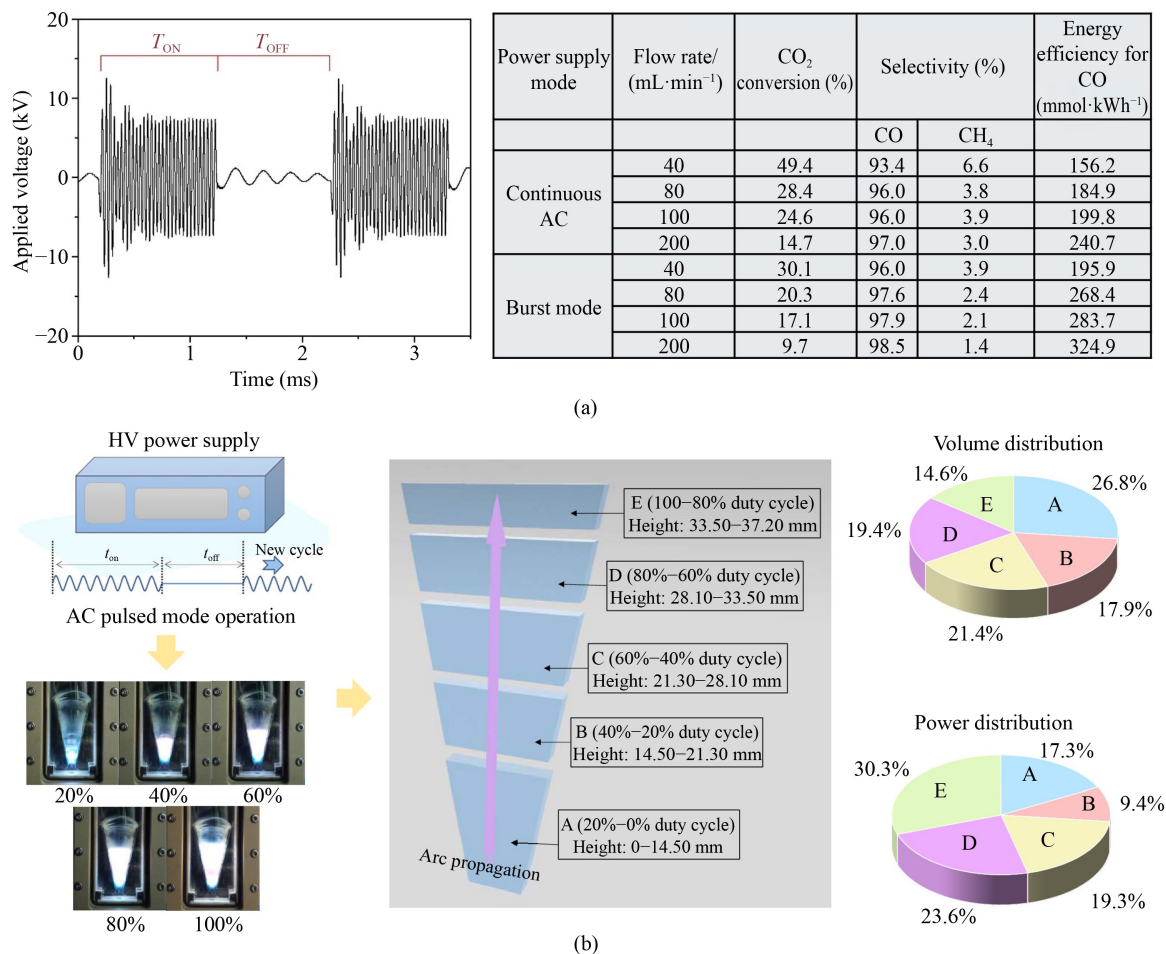 20
10
0
−10
−20
Applied voltage (kV)
T_ON T_OFF
0 1 2 3
Time (ms)
Power supply mode Flow rate/ (mL·min⁻¹) CO₂ conversion (%) Selectivity (%) Energy efficiency for CO (mmol·kWh⁻¹)
CO CH₄
Continuous AC
40 49.4 93.4 6.6 156.2
80 28.4 96.0 3.8 184.9
100 24.6 96.0 3.9 199.8
200 14.7 97.0 3.0 240.7
Burst mode
40 30.1 96.0 3.9 195.9
80 20.3 97.6 2.4 268.4
100 17.1 97.9 2.1 283.7
200 9.7 98.5 1.4 324.9
(a)
HV power supply
t_on t_off New cycle
AC pulsed mode operation
20% 40% 60%
80% 100%
E (100−80% duty cycle)
Height: 33.50−37.20 mm
D (80%−60% duty cycle)
Height: 28.10−33.50 mm
C (60%−40% duty cycle)
Height: 21.30−28.10 mm
B (40%−20% duty cycle)
Height: 14.50−21.30 mm
A (20%−0% duty cycle)
Height: 0−14.50 mm
Arc propagation
Volume distribution
14.6% 26.8%
E A
19.4% D B
C 17.9%
21.4%
Power distribution
17.3%
30.3% A
E B 9.4%
D C
23.6% 19.3%
(b)